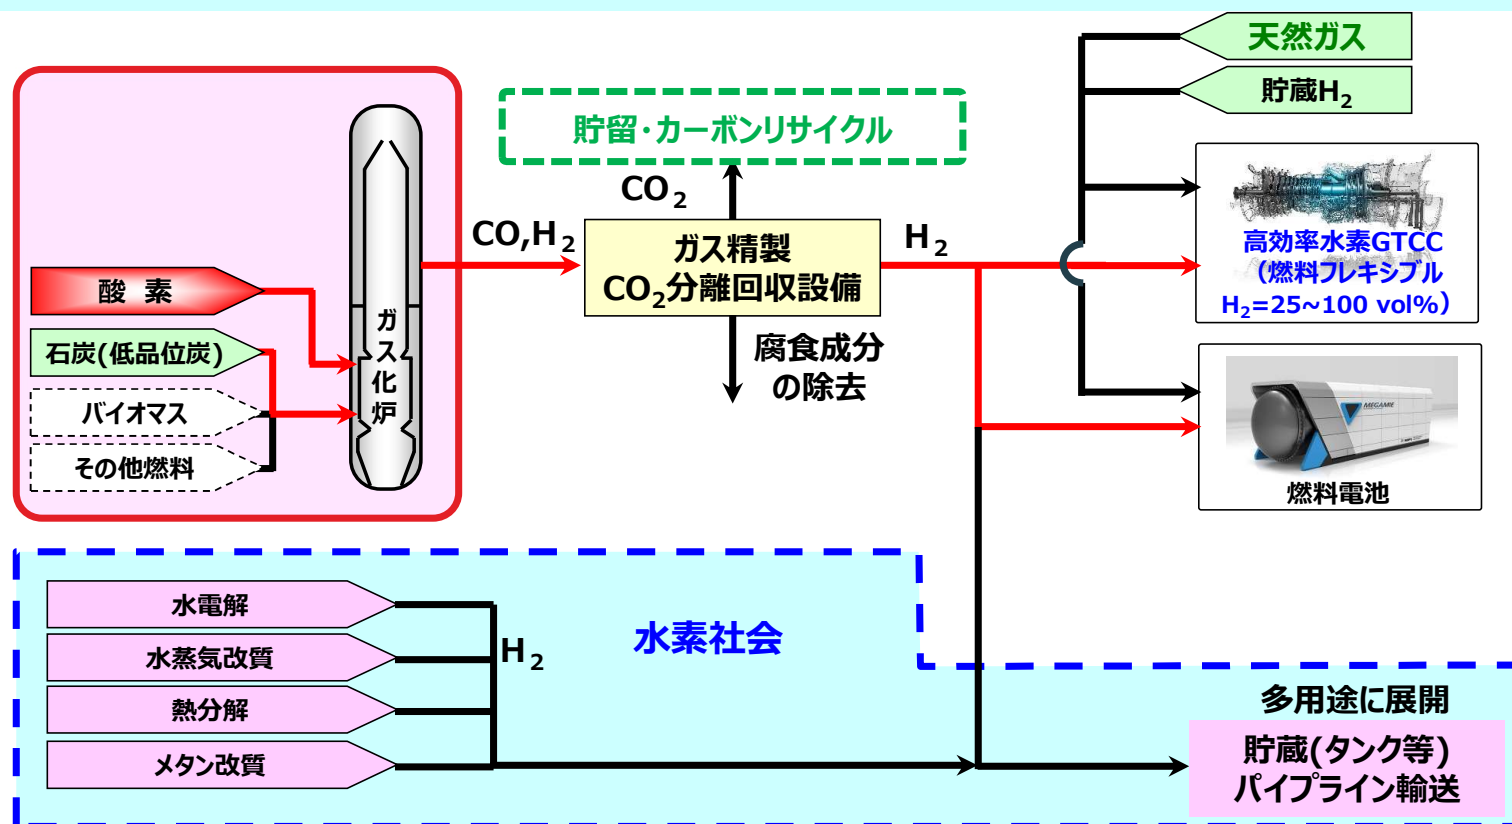 天然ガス
貯蔵H2
貯留・カーボンリサイクル
CO2
CO,H2
ガス精製
CO2分離回収設備
H2
高効率水素GTCC
（燃料フレキシブル
H2=25~100 vol%）
酸 素
石炭(低品位炭)
バイオマス
その他燃料
ガス化炉
腐食成分
の除去
MEGAMIE
燃料電池
水電解
水蒸気改質
熱分解
メタン改質
H2
水素社会
多用途に展開
貯蔵(タンク等)
パイプライン輸送